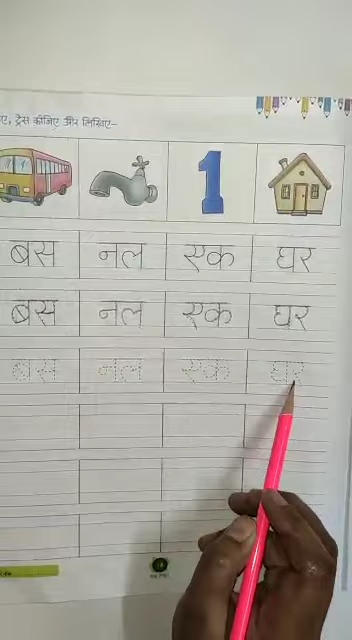 ट्रेस कीजिए और लिखिए–
1
बस नल एक घर
बस नल एक घर
बस नल एक घर